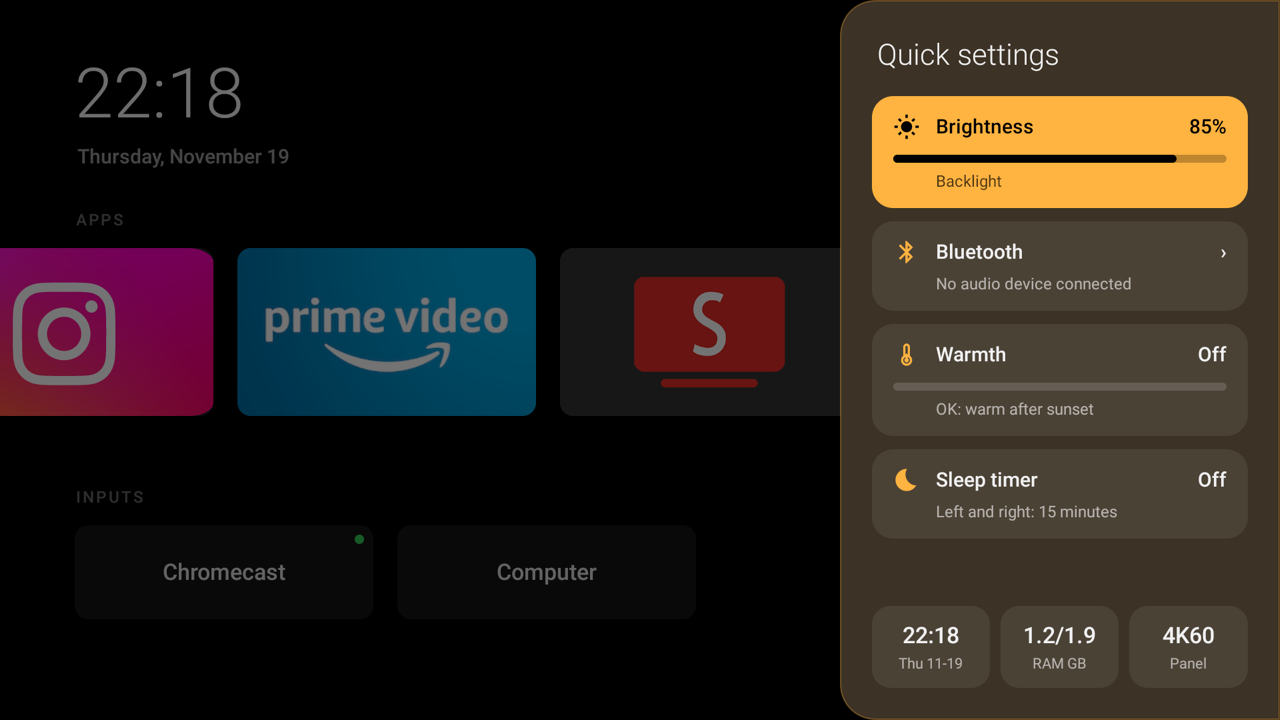 22:18
Thursday, November 19
APPS
prime video
S
INPUTS
Chromecast
Computer
Quick settings
Brightness 85%
Backlight
Bluetooth ›
No audio device connected
Warmth Off
OK: warm after sunset
Sleep timer Off
Left and right: 15 minutes
22:18 1.2/1.9 4K60
Thu 11-19 RAM GB Panel